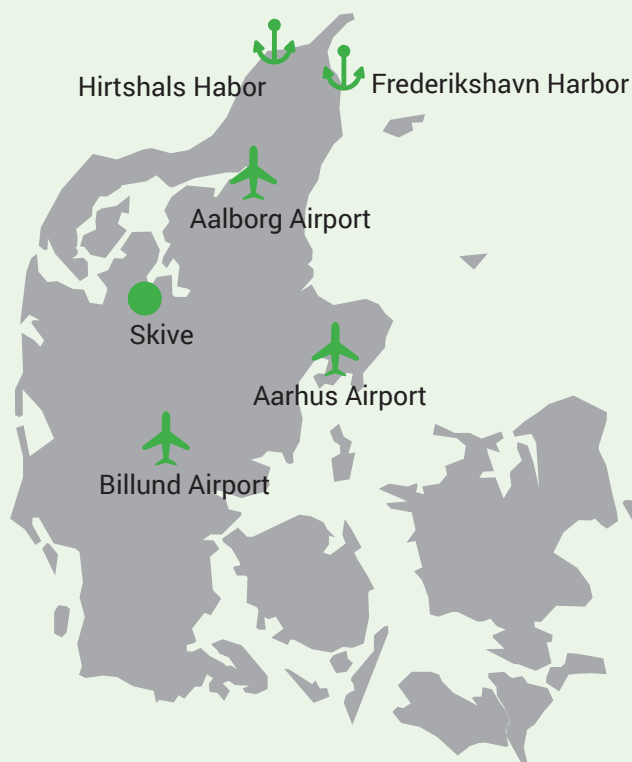 Hirtshals Habor
Frederikshavn Harbor
Aalborg Airport
Skive
Aarhus Airport
Billund Airport